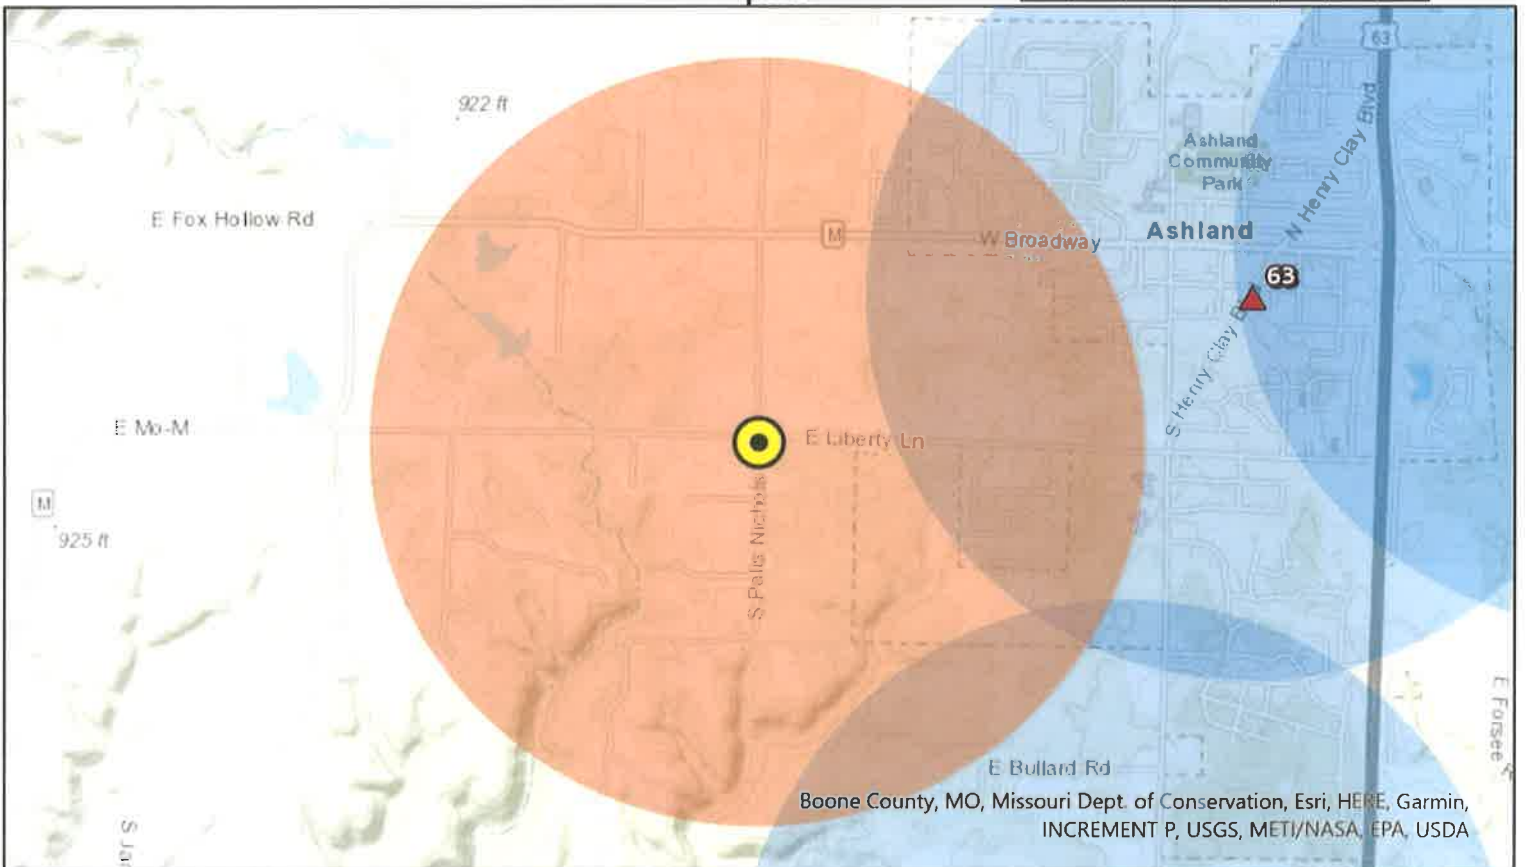 63
922 ft
Ashland
Community
Park
N Henry Clay Blvd
E Fox Hollow Rd
M
W Broadway
Ashland
63
S Henry Clay B
E Mo-M
E Liberty Ln
M
925 ft
S Palis Nichols
E Forsee R
E Bullard Rd
Boone County, MO, Missouri Dept. of Conservation, Esri, HERE, Garmin,
INCREMENT P, USGS, METI/NASA, EPA, USDA
S Ja